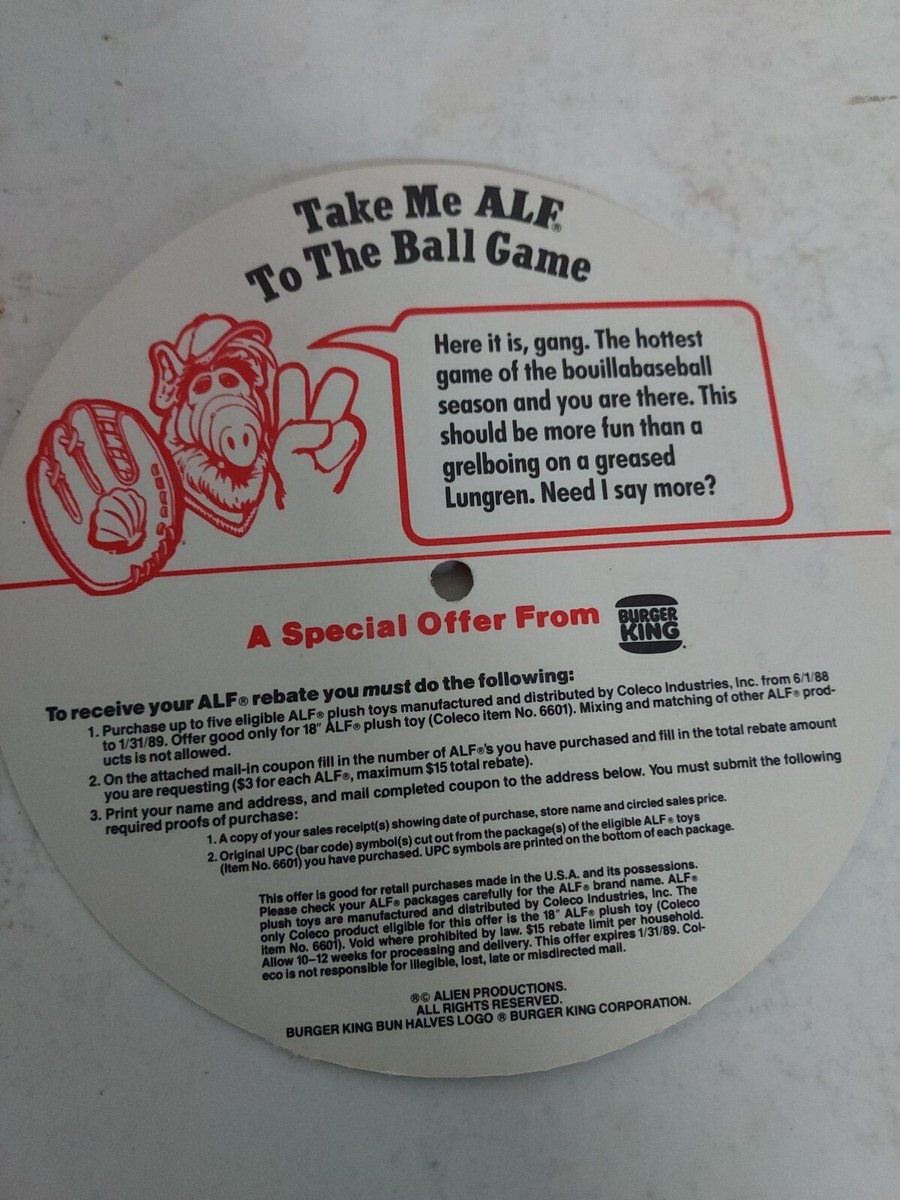 Take Me ALF®
To The Ball Game
Here it is, gang. The hottest
game of the bouillabaseball
season and you are there. This
should be more fun than a
grelboing on a greased
Lungren. Need I say more?
A Special Offer From
BURGER
KING®
To receive your ALF® rebate you must do the following:
1. Purchase up to five eligible ALF® plush toys manufactured and distributed by Coleco Industries, Inc. from 6/1/88
to 1/31/89. Offer good only for 18" ALF® plush toy (Coleco item No. 6601). Mixing and matching of other ALF® prod-
ucts is not allowed.
2. On the attached mail-in coupon fill in the number of ALF®'s you have purchased and fill in the total rebate amount
you are requesting ($3 for each ALF®, maximum $15 total rebate).
3. Print your name and address, and mail completed coupon to the address below. You must submit the following
required proofs of purchase:
1. A copy of your sales receipt(s) showing date of purchase, store name and circled sales price.
2. Original UPC (bar code) symbol(s) cut out from the package(s) of the eligible ALF® toys
(Item No. 6601) you have purchased. UPC symbols are printed on the bottom of each package.
This offer is good for retail purchases made in the U.S.A. and its possessions.
Please check your ALF® packages carefully for the ALF® brand name. ALF®
plush toys are manufactured and distributed by Coleco Industries, Inc. The
only Coleco product eligible for this offer is the 18" ALF® plush toy (Coleco
Item No. 6601). Void where prohibited by law. $15 rebate limit per household.
Allow 10–12 weeks for processing and delivery. This offer expires 1/31/89. Col-
eco is not responsible for illegible, lost, late or misdirected mail.
®© ALIEN PRODUCTIONS.
ALL RIGHTS RESERVED.
BURGER KING BUN HALVES LOGO ® BURGER KING CORPORATION.